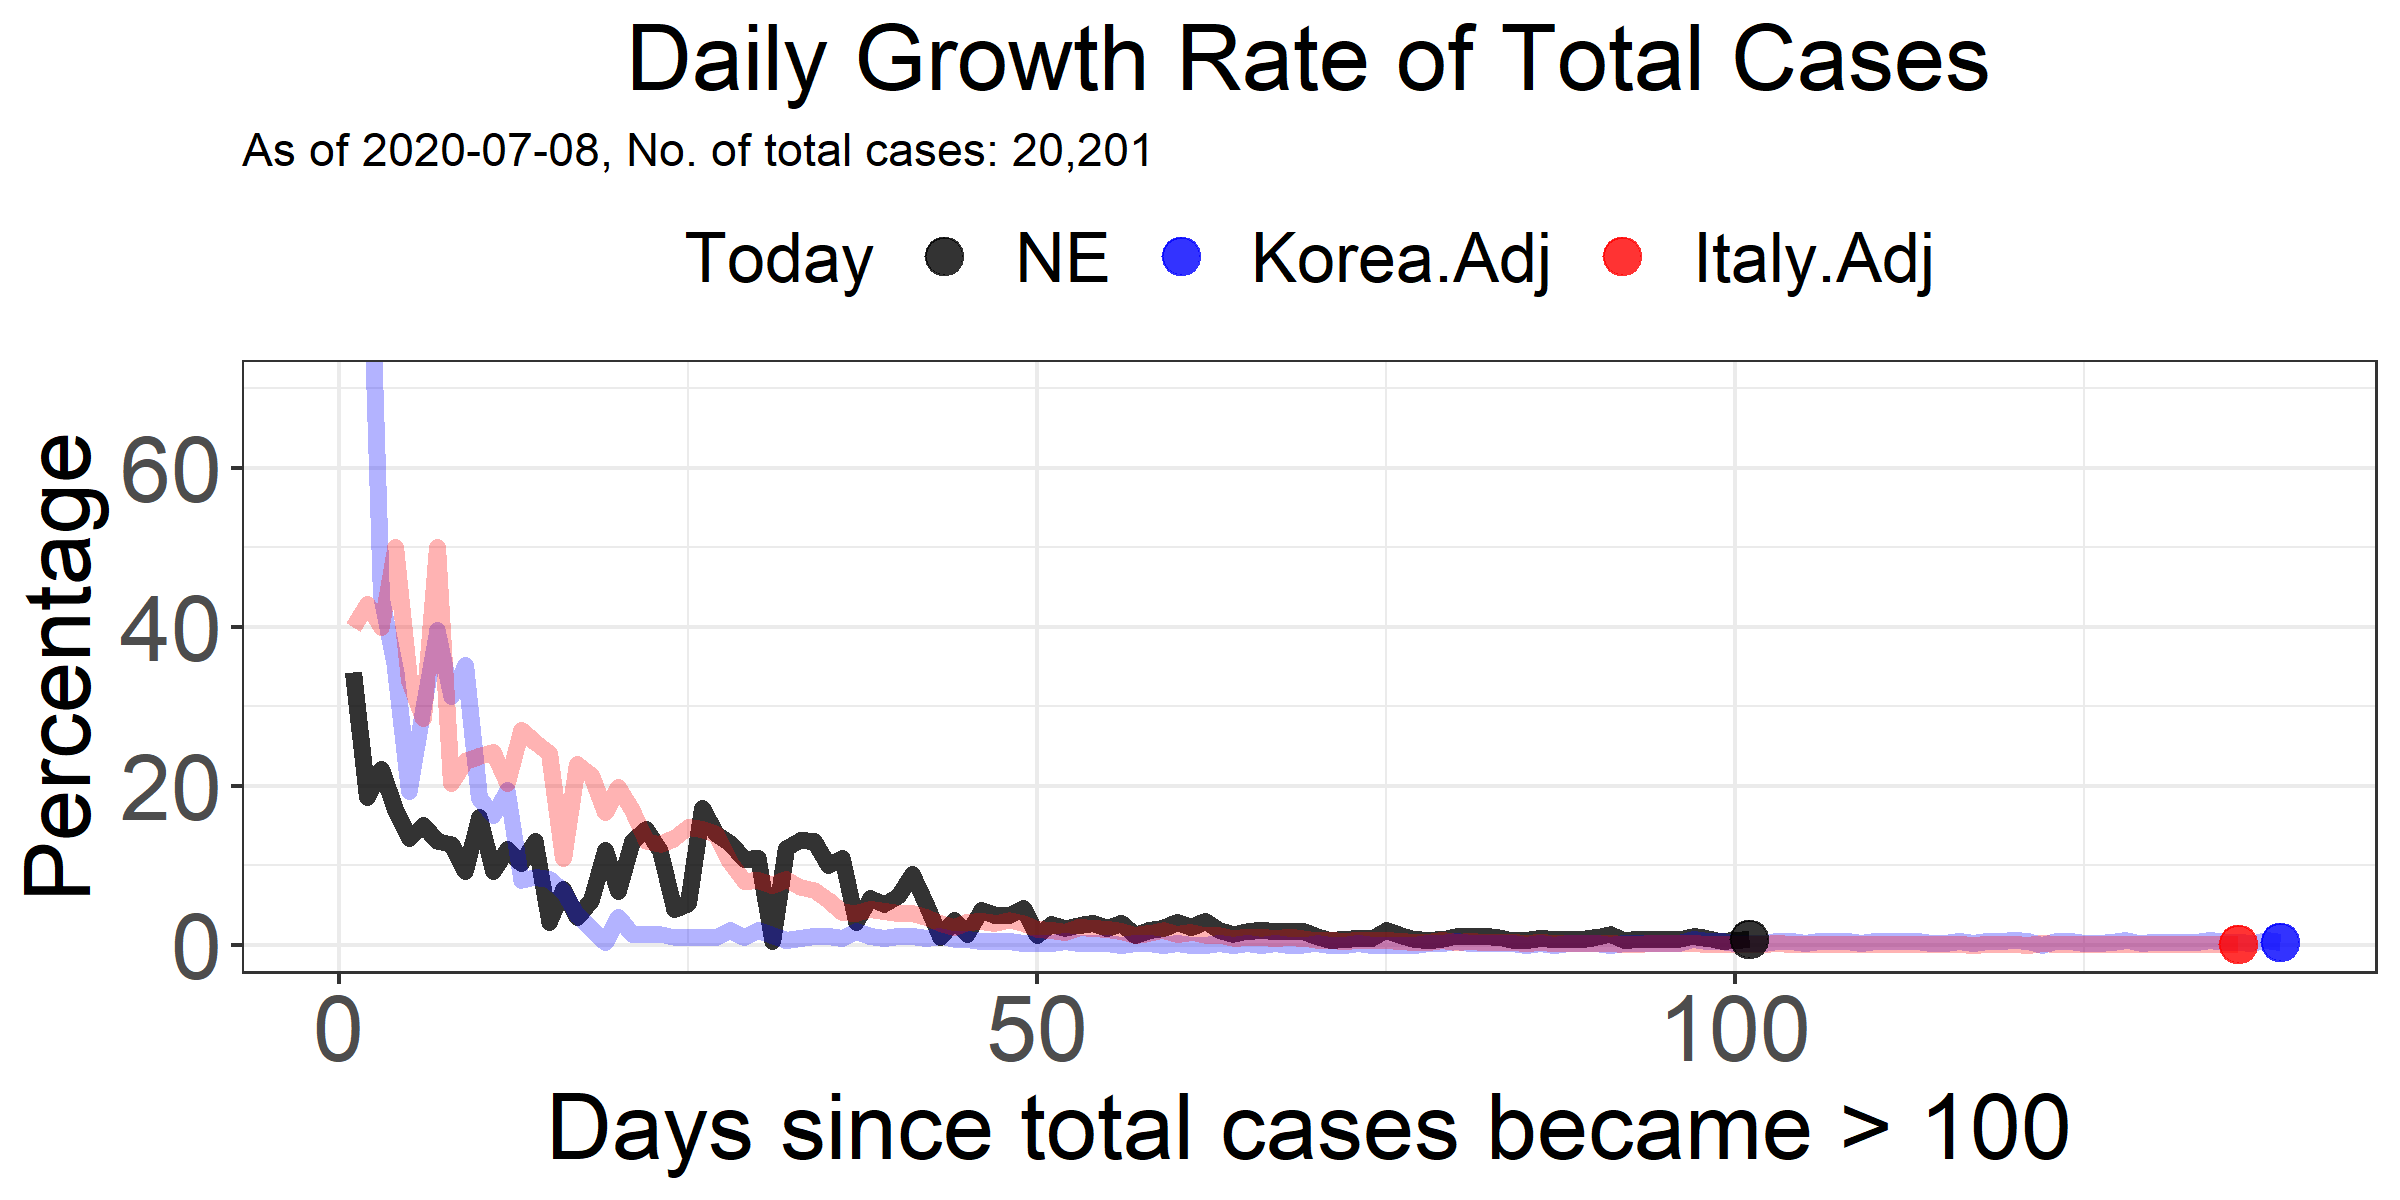 Daily Growth Rate of Total Cases
As of 2020-07-08, No. of total cases: 20,201
Today NE Korea.Adj Italy.Adj
Percentage
60
40
20
0
0 50 100
Days since total cases became > 100